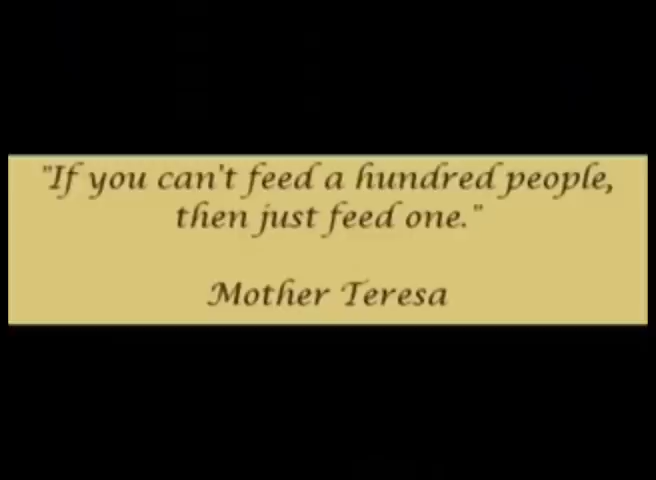 "If you can't feed a hundred people,
then just feed one."
Mother Teresa